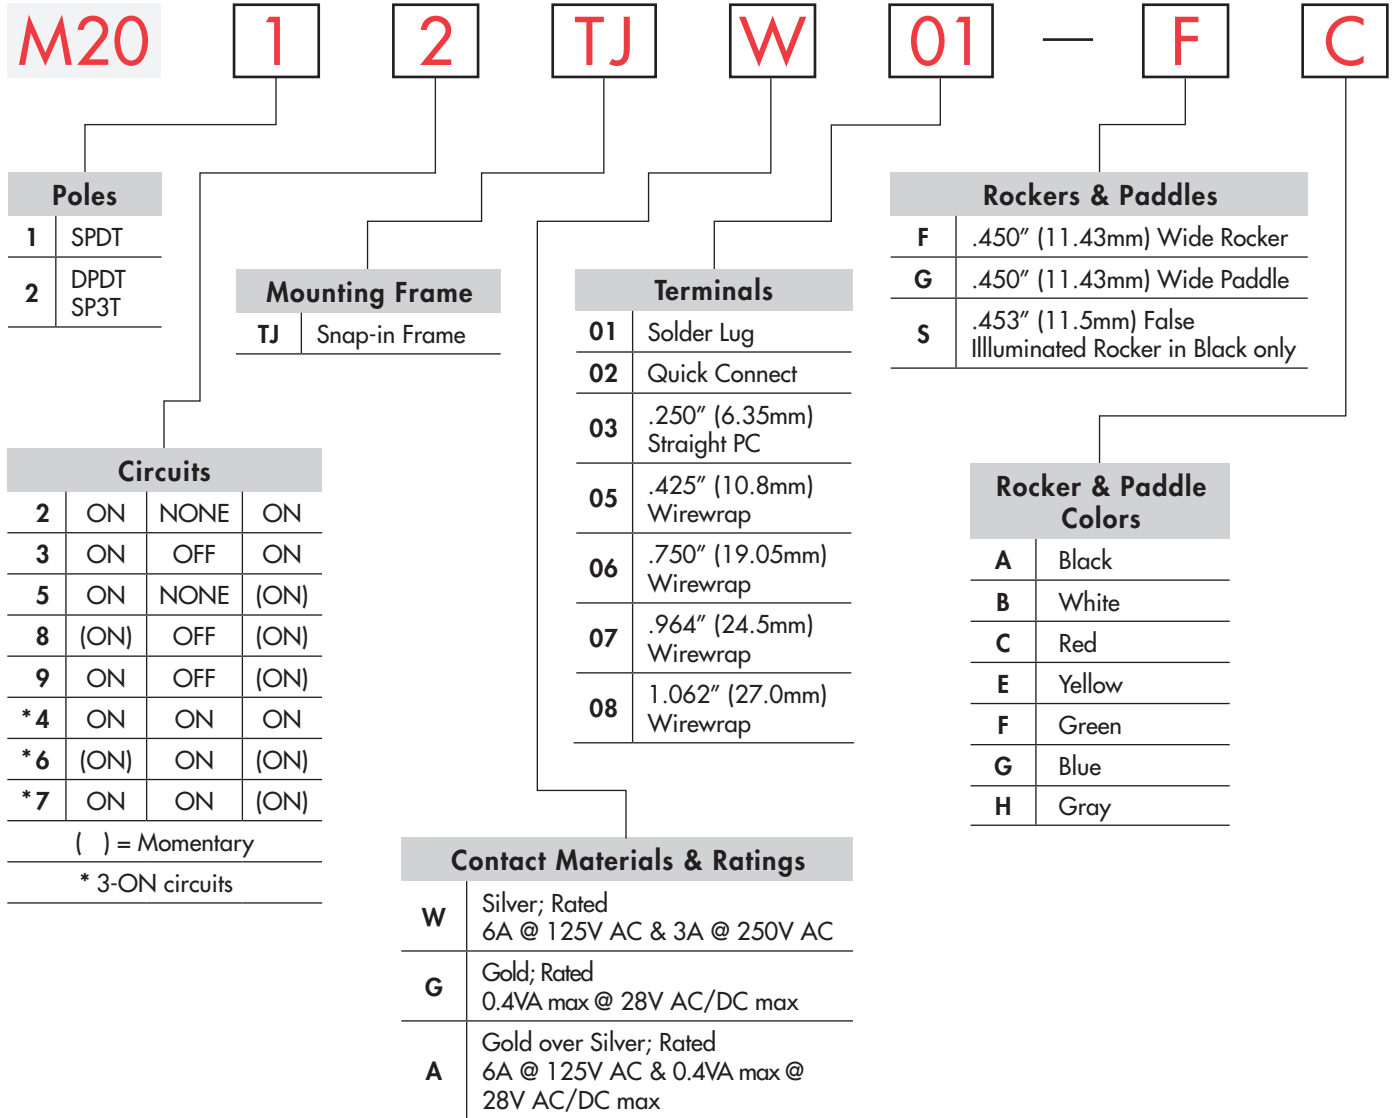 M20 1 2 TJ W 01 — F C
Poles
1 SPDT
2 DPDT
SP3T
Mounting Frame
TJ Snap-in Frame
Circuits
2 ON NONE ON
3 ON OFF ON
5 ON NONE (ON)
8 (ON) OFF (ON)
9 ON OFF (ON)
*4 ON ON ON
*6 (ON) ON (ON)
*7 ON ON (ON)
( ) = Momentary
* 3-ON circuits
Terminals
01 Solder Lug
02 Quick Connect
03 .250” (6.35mm)
Straight PC
05 .425” (10.8mm)
Wirewrap
06 .750” (19.05mm)
Wirewrap
07 .964” (24.5mm)
Wirewrap
08 1.062” (27.0mm)
Wirewrap
Contact Materials & Ratings
W Silver; Rated
6A @ 125V AC & 3A @ 250V AC
G Gold; Rated
0.4VA max @ 28V AC/DC max
A Gold over Silver; Rated
6A @ 125V AC & 0.4VA max @
28V AC/DC max
Rockers & Paddles
F .450” (11.43mm) Wide Rocker
G .450” (11.43mm) Wide Paddle
S .453” (11.5mm) False
Illluminated Rocker in Black only
Rocker & Paddle
Colors
A Black
B White
C Red
E Yellow
F Green
G Blue
H Gray